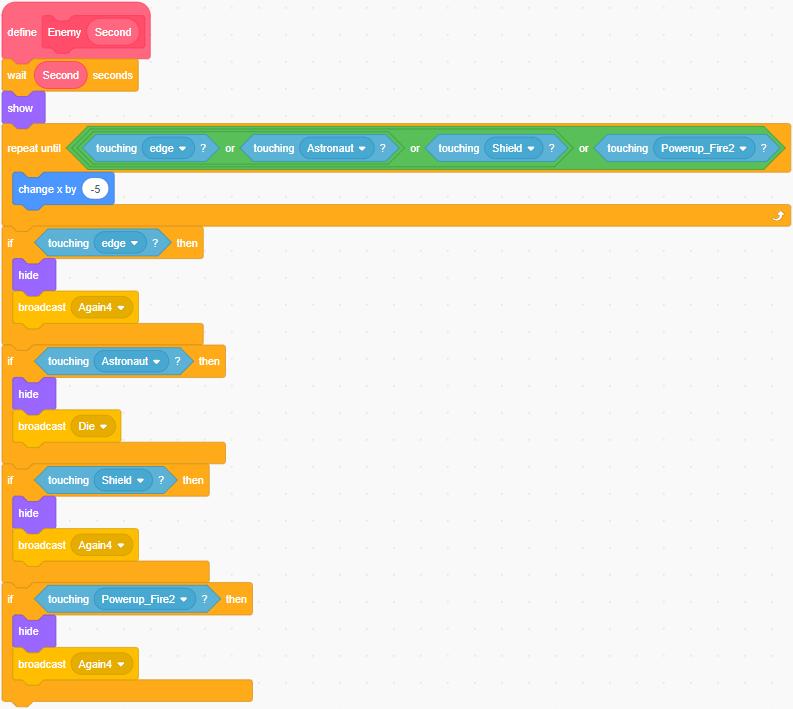 define Enemy Second
wait Second seconds
show
repeat until touching edge ? or touching Astronaut ? or touching Shield ? or touching Powerup_Fire2 ?
change x by -5
if touching edge ? then
hide
broadcast Again4
if touching Astronaut ? then
hide
broadcast Die
if touching Shield ? then
hide
broadcast Again4
if touching Powerup_Fire2 ? then
hide
broadcast Again4